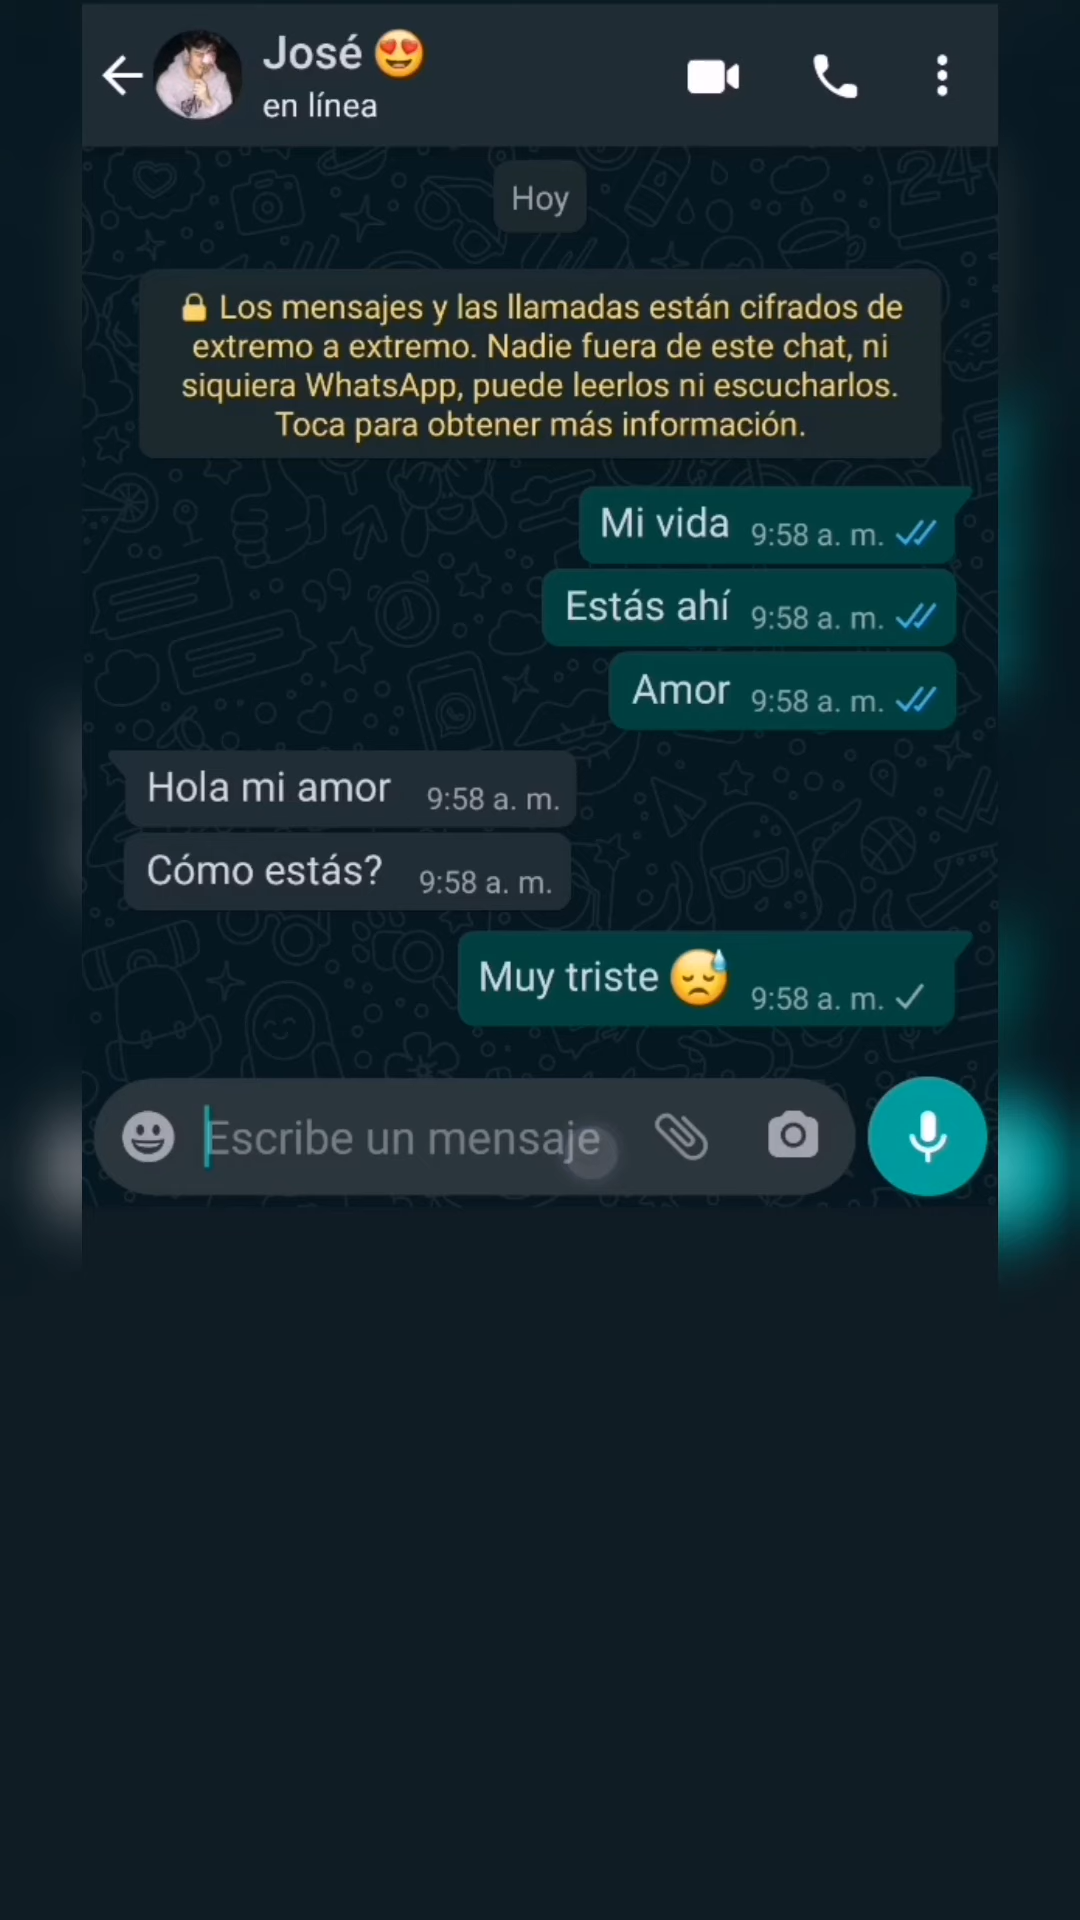 José 😍
en línea
Hoy
🔒 Los mensajes y las llamadas están cifrados de
extremo a extremo. Nadie fuera de este chat, ni
siquiera WhatsApp, puede leerlos ni escucharlos.
Toca para obtener más información.
Mi vida 9:58 a. m.
Estás ahí 9:58 a. m.
Amor 9:58 a. m.
Hola mi amor 9:58 a. m.
Cómo estás? 9:58 a. m.
Muy triste 😓 9:58 a. m.
Escribe un mensaje